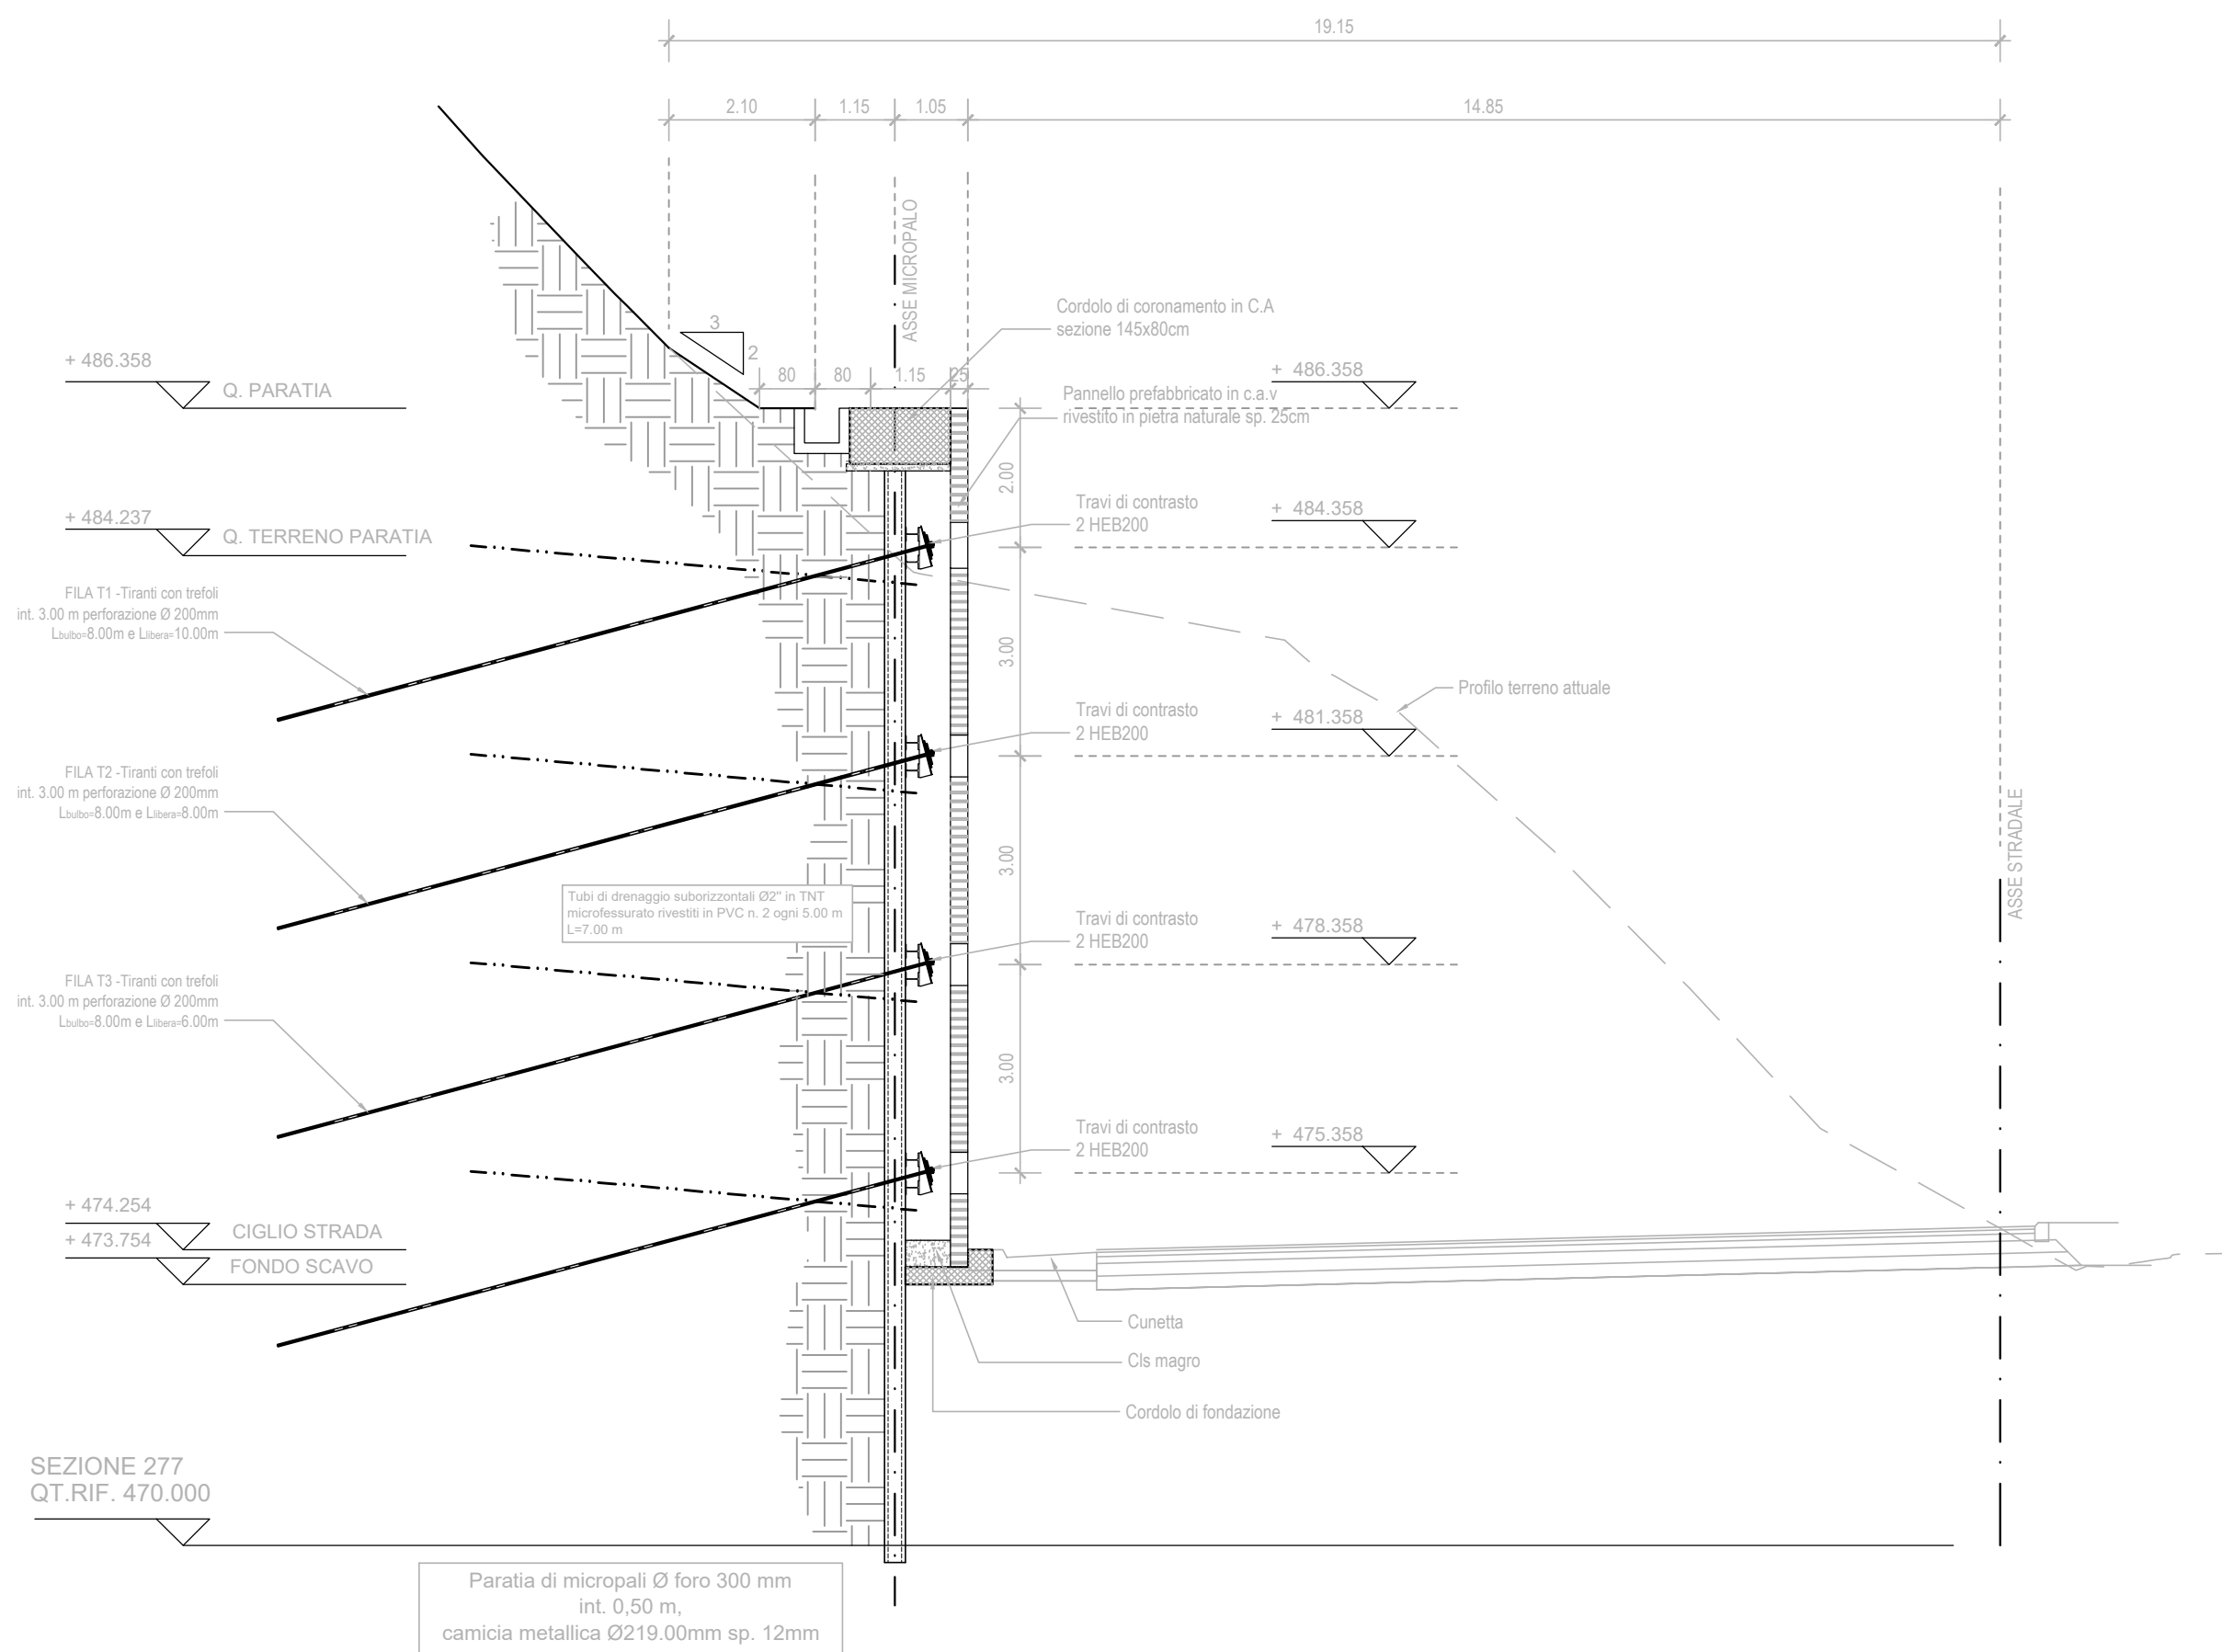 19.15
2.10
1.15
1.05
14.85
ASSE MICROPALO
Cordolo di coronamento in C.A
sezione 145x80cm
3
2
+ 486.358
Q. PARATIA
80
80
1.15
25
+ 486.358
Pannello prefabbricato in c.a.v
rivestito in pietra naturale sp. 25cm
2.00
+ 484.237
Q. TERRENO PARATIA
Travi di contrasto
2 HEB200
+ 484.358
FILA T1 -Tiranti con trefoli
int. 3.00 m perforazione Ø 200mm
Lbulbo=8.00m e Llibera=10.00m
3.00
Profilo terreno attuale
Travi di contrasto
2 HEB200
+ 481.358
FILA T2 -Tiranti con trefoli
int. 3.00 m perforazione Ø 200mm
Lbulbo=8.00m e Llibera=8.00m
3.00
ASSE STRADALE
Tubi di drenaggio suborizzontali Ø2" in TNT
microfessurato rivestiti in PVC n. 2 ogni 5.00 m
L=7.00 m
Travi di contrasto
2 HEB200
+ 478.358
FILA T3 -Tiranti con trefoli
int. 3.00 m perforazione Ø 200mm
Lbulbo=8.00m e Llibera=6.00m
3.00
Travi di contrasto
2 HEB200
+ 475.358
+ 474.254
CIGLIO STRADA
+ 473.754
FONDO SCAVO
Cunetta
Cls magro
Cordolo di fondazione
SEZIONE 277
QT.RIF. 470.000
Paratia di micropali Ø foro 300 mm
int. 0,50 m,
camicia metallica Ø219.00mm sp. 12mm